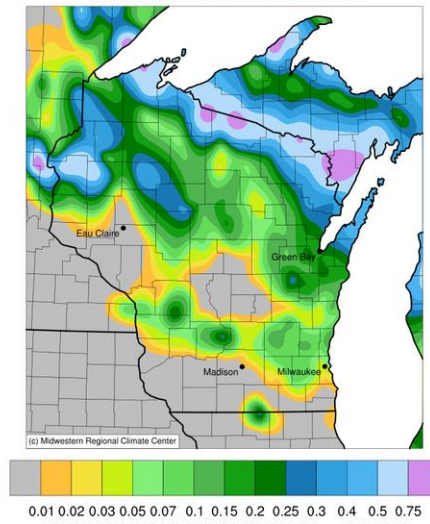 Eau Claire
Green Bay
Madison
Milwaukee
(c) Midwestern Regional Climate Center
0.01 0.02 0.03 0.05 0.07 0.1 0.15 0.2 0.25 0.3 0.4 0.5 0.75